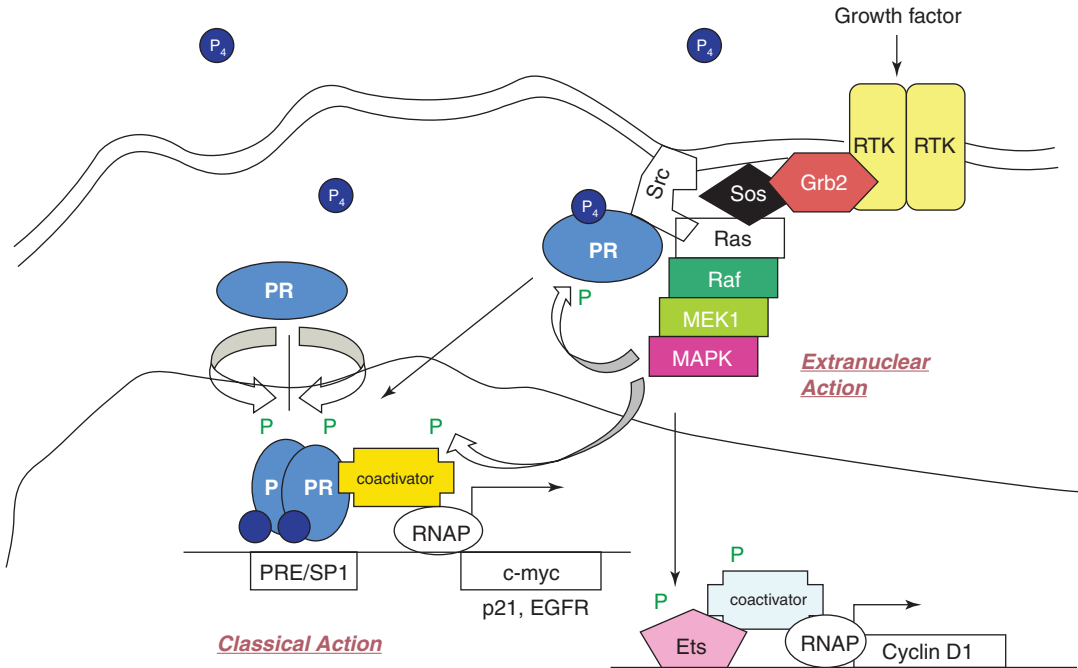 Growth factor
P4
P4
RTK
RTK
Grb2
Sos
Src
P4
P4
PR
Ras
Raf
PR
P
MEK1
MAPK
Extranuclear
Action
P
P
P
P
PR
coactivator
RNAP
PRE/SP1
c-myc
p21, EGFR
P
P
coactivator
Classical Action
Ets
RNAP
Cyclin D1